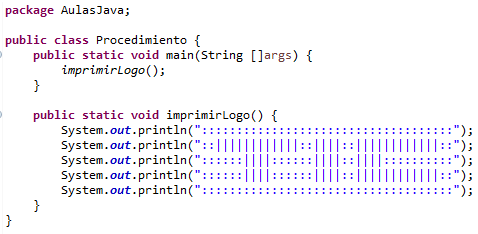 package AulasJava;
public class Procedimiento {
public static void main(String []args) {
imprimirLogo();
}
public static void imprimirLogo() {
System.out.println("::::::::::::::::::::::::::::::::::::::");
System.out.println("::||||||||||||::||||::||||||||||||::");
System.out.println("::::::||||::::::||||::||||::::::::::");
System.out.println("::::::||||::::::||||::||||::::::::::");
System.out.println("::::::::::::::::::::::::::::::::::::::");
}
}